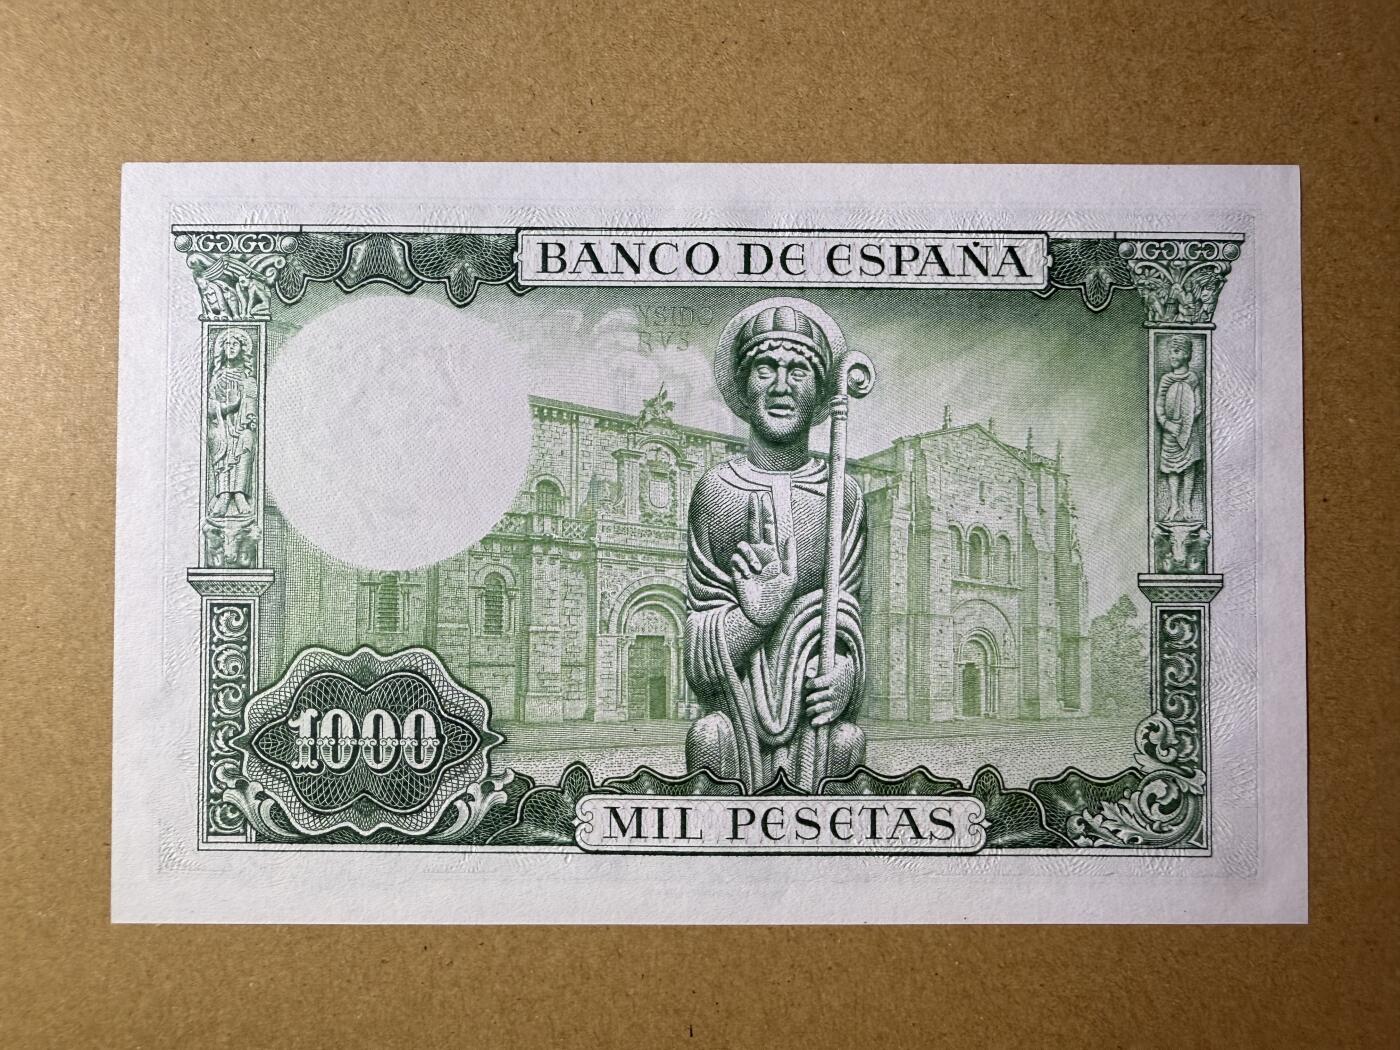 BANCO DE ESPAÑA
YSIDO
RVS
1000
MIL PESETAS